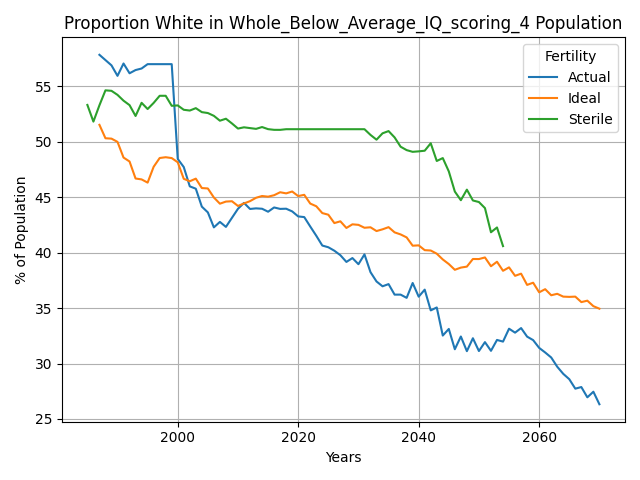 Proportion White in Whole_Below_Average_IQ_scoring_4 Population
Fertility
Actual
Ideal
Sterile
% of Population
55
50
45
40
35
30
25
2000
2020
2040
2060
Years